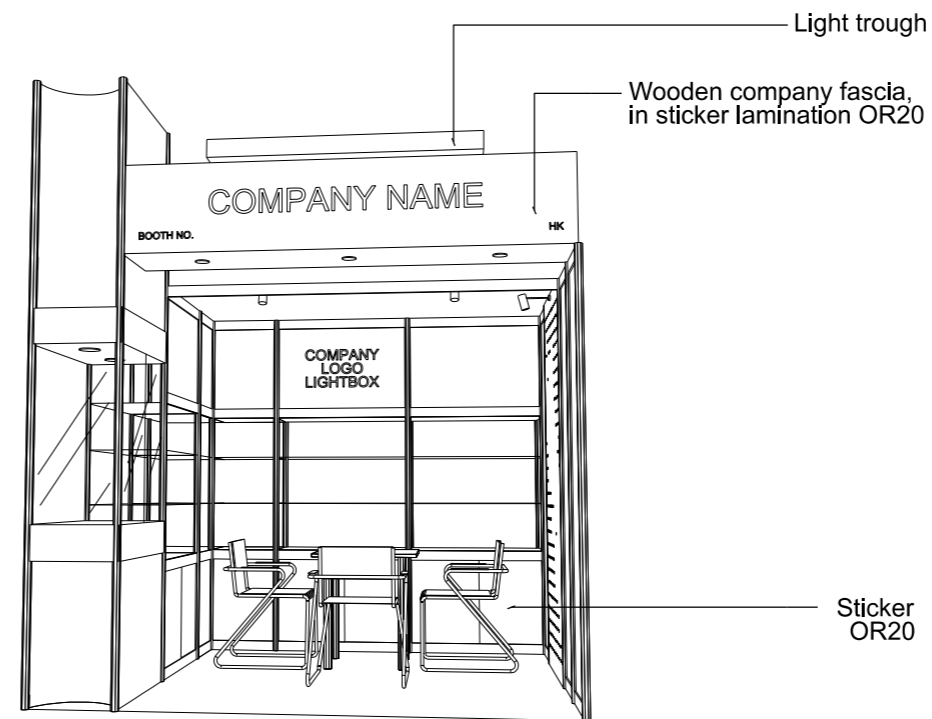 Light trough
Wooden company fascia,
in sticker lamination OR20
COMPANY NAME
BOOTH NO.
HK
COMPANY
LOGO
LIGHTBOX
Sticker
OR20